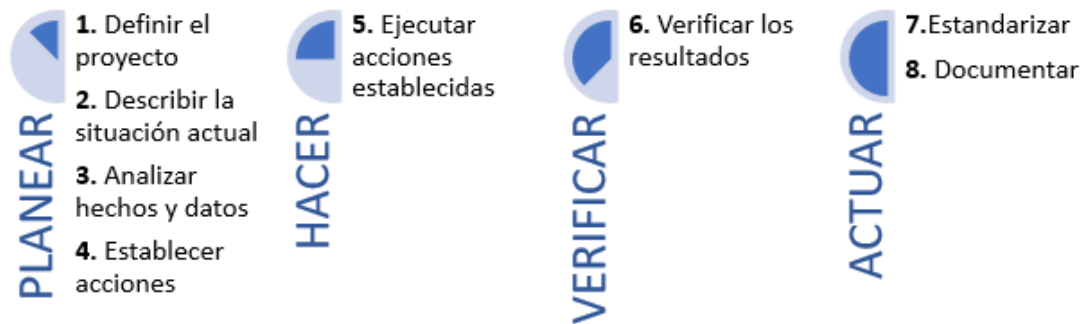 PLANEAR
1. Definir el
proyecto
2. Describir la
situación actual
3. Analizar
hechos y datos
4. Establecer
acciones
HACER
5. Ejecutar
acciones
establecidas
VERIFICAR
6. Verificar los
resultados
ACTUAR
7.Estandarizar
8. Documentar